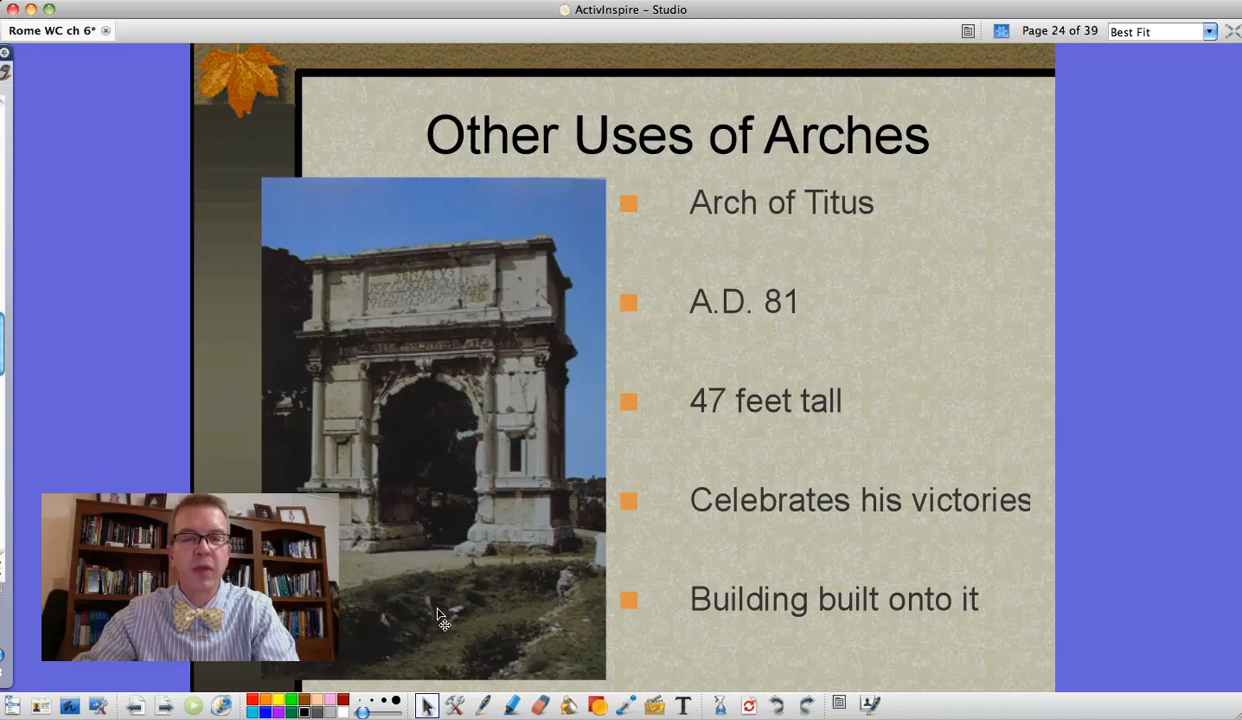 ActivInspire – Studio
Rome WC ch 6*
Page 24 of 39
Best Fit
Other Uses of Arches
Arch of Titus
A.D. 81
47 feet tall
Celebrates his victories
Building built onto it
SENATVS
T